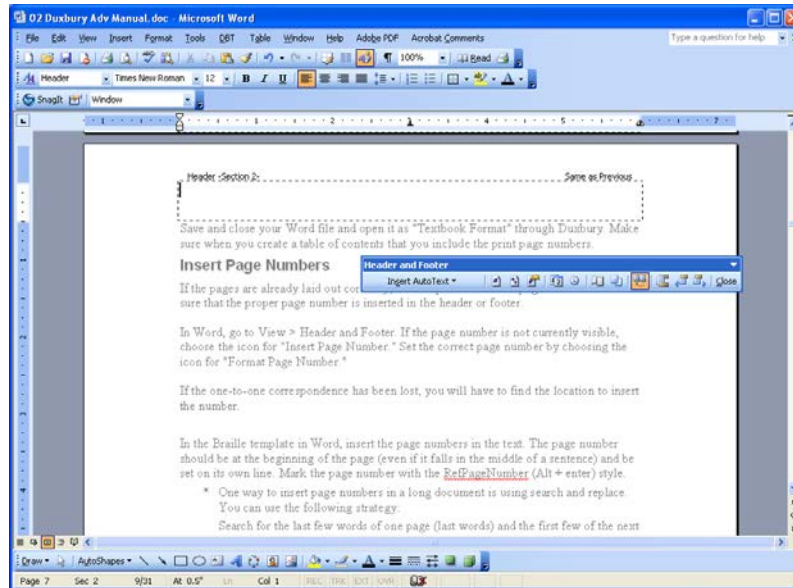 02 Duxbury Adv Manual.doc - Microsoft Word
File Edit View Insert Format Tools DBT Table Window Help Adobe PDF Acrobat Comments Type a question for help
100% Read
Header Times New Roman 12 B I U A
SnagIt Window
Header -Section 2- Same as Previous
Save and close your Word file and open it as "Textbook Format" through Duxbury. Make
sure when you create a table of contents that you include the print page numbers.
Insert Page Numbers
Header and Footer
Insert AutoText Close
If the pages are already laid out
sure that the proper page number is inserted in the header or footer.
In Word, go to View > Header and Footer. If the page number is not currently visible,
choose the icon for "Insert Page Number." Set the correct page number by choosing the
icon for "Format Page Number "
If the one-to-one correspondence has been lost, you will have to find the location to insert
the number.
In the Braille template in Word, insert the page numbers in the text. The page number
should be at the beginning of the page (even if it falls in the middle of a sentence) and be
set on its own line. Mark the page number with the RefPageNumber (Alt + enter) style.
* One way to insert page numbers in a long document is using search and replace.
You can use the following strategy.
Search for the last few words of one page (last words) and the first few of the next
Draw AutoShapes A
Page 7 Sec 2 9/31 At 0.5" Ln Col 1 REC TRK EXT OVR